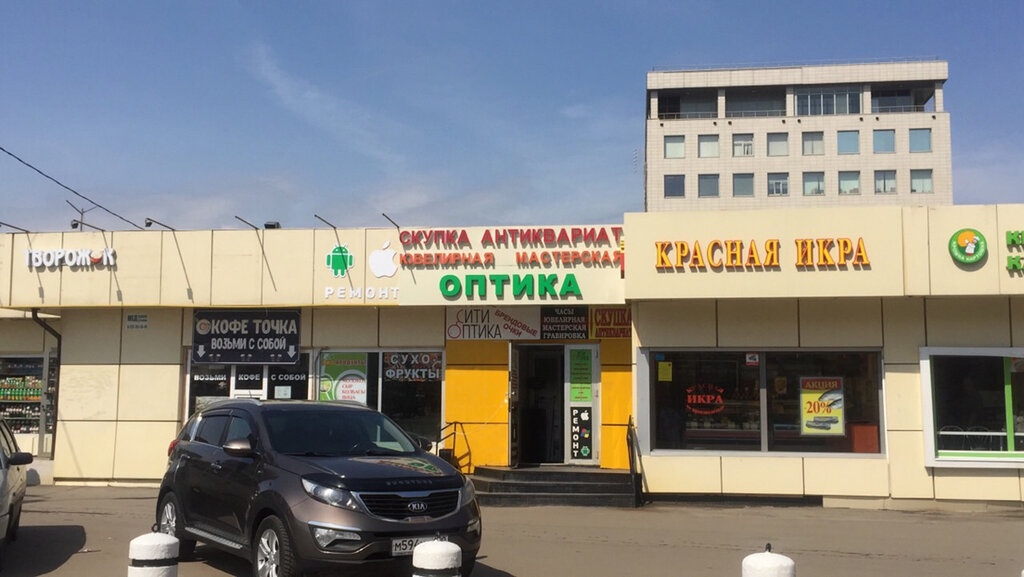 ТВОРОЖОК
РЕМОНТ
СКУПКА АНТИКВАРИАТ
ЮВЕЛИРНАЯ МАСТЕРСКАЯ
ОПТИКА
КРАСНАЯ ИКРА
КОФЕ ТОЧКА
ВОЗЬМИ С СОБОЙ
ВОЗЬМИ КОФЕ С СОБОЙ
СУХО
ФРУКТЫ
СИТИ
ОПТИКА
БРЕНДОВЫЕ
ОЧКИ
ЧАСЫ
ЮВЕЛИРНАЯ
МАСТЕРСКАЯ
ГРАВИРОВКА
СКУПКА
РЕМОНТ
КРАСНАЯ
ИКРА
АКЦИЯ
20%
KIA